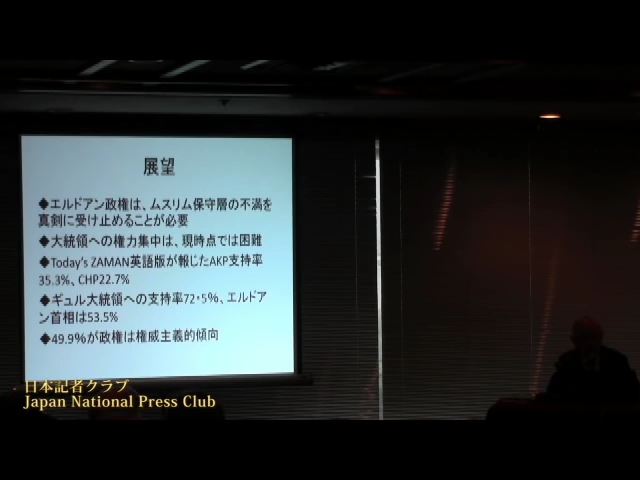 展望
◆エルドアン政権は、ムスリム保守層の不満を
真剣に受け止めることが必要
◆大統領への権力集中は、現時点では困難
◆Today's ZAMAN英語版が報じたAKP支持率
35.3%、CHP22.7%
◆ギュル大統領への支持率72・5%、エルドア
ン首相は53.5%
◆49.9%が政権は権威主義的傾向
日本記者クラブ
Japan National Press Club